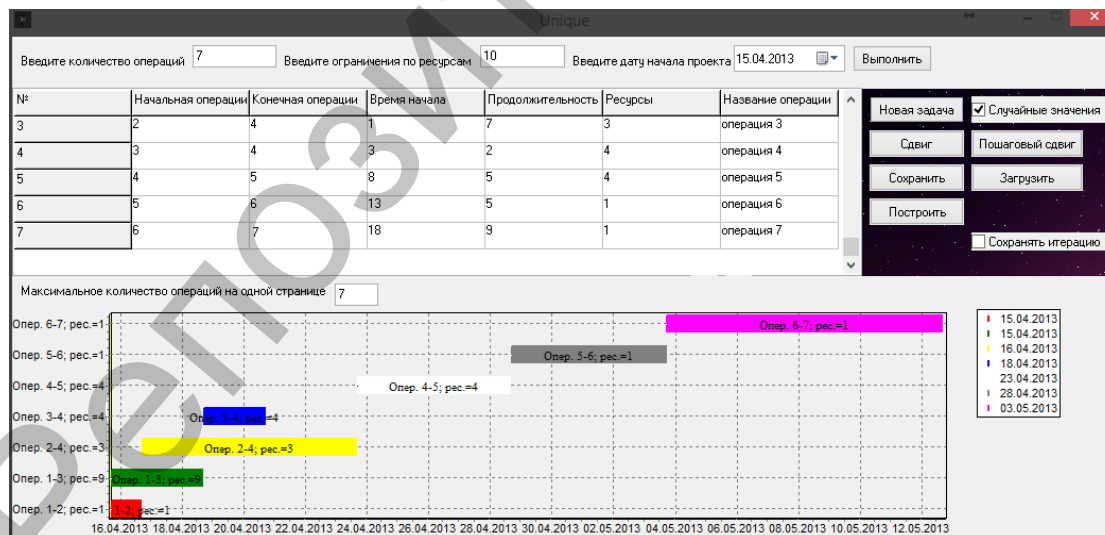 Unique
Введите количество операций 7 Введите ограничения по ресурсам 10 Введите дату начала проекта 15.04.2013 Выполнить
№ Начальная операции Конечная операции Время начала Продолжительность Ресурсы Название операции
3 2 4 1 7 3 операция 3
4 3 4 3 2 4 операция 4
5 4 5 8 5 4 операция 5
6 5 6 13 5 1 операция 6
7 6 7 18 9 1 операция 7
Новая задача Случайные значения
Сдвиг Пошаговый сдвиг
Сохранить Загрузить
Построить
Сохранять итерацию
Максимальное количество операций на одной странице 7
Опер. 6-7; рес.=1 Опер. 6-7; рес.=1
Опер. 5-6; рес.=1 Опер. 5-6; рес.=1
Опер. 4-5; рес.=4 Опер. 4-5; рес.=4
Опер. 3-4; рес.=4 Опер. 3-4; рес.=4
Опер. 2-4; рес.=3 Опер. 2-4; рес.=3
Опер. 1-3; рес.=9 Опер. 1-3; рес.=9
Опер. 1-2; рес.=1 1-2; рес.=1
16.04.2013 18.04.2013 20.04.2013 22.04.2013 24.04.2013 26.04.2013 28.04.2013 30.04.2013 02.05.2013 04.05.2013 06.05.2013 08.05.2013 10.05.2013 12.05.2013
15.04.2013
15.04.2013
16.04.2013
18.04.2013
23.04.2013
28.04.2013
03.05.2013